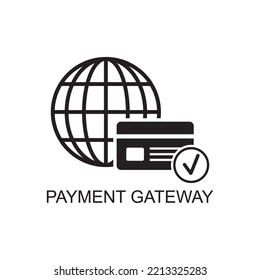 PAYMENT GATEWAY
shutterstock.com · 2213325283